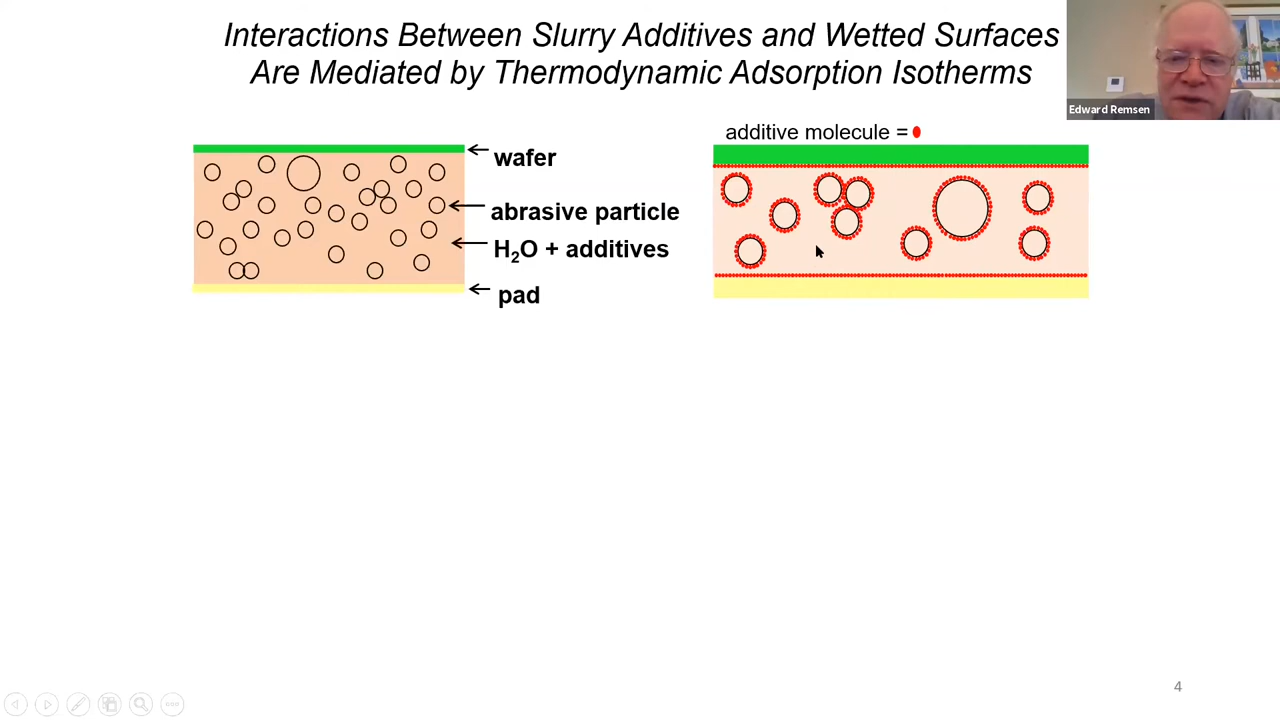 Interactions Between Slurry Additives and Wetted Surfaces
Are Mediated by Thermodynamic Adsorption Isotherms
Edward Remsen
additive molecule =
wafer
abrasive particle
H₂O + additives
pad
4